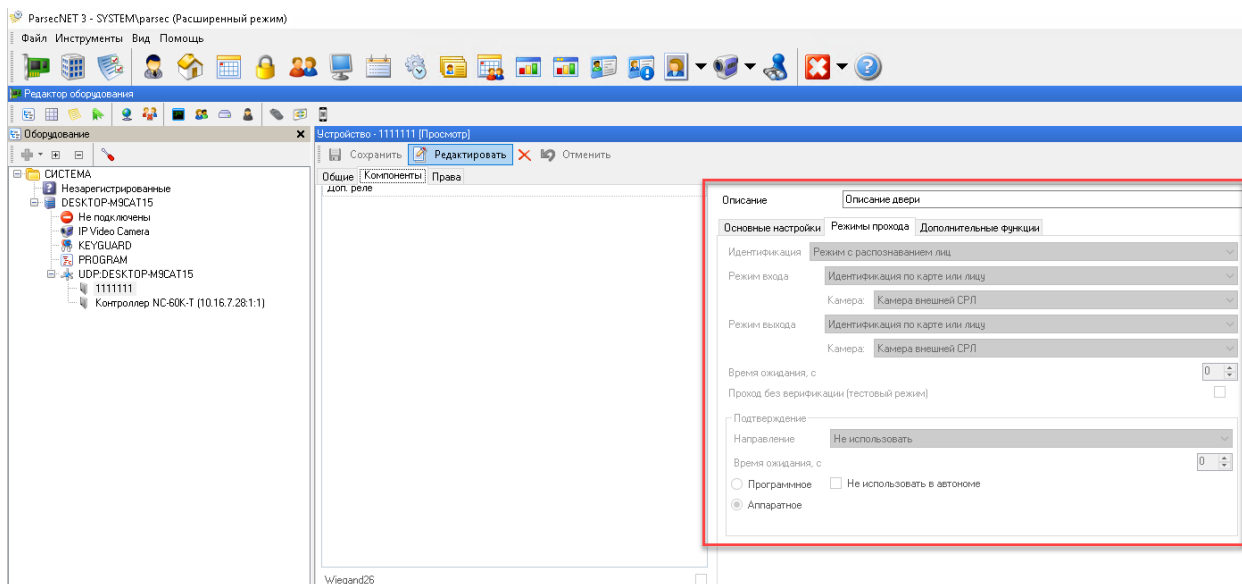 ParsecNET 3 - SYSTEM\parsec (Расширенный режим)
Файл Инструменты Вид Помощь
Редактор оборудования
Оборудование
СИСТЕМА
Незарегистрированные
DESKTOP-M9CAT15
Не подключены
IP Video Camera
KEYGUARD
PROGRAM
UDP:DESKTOP-M9CAT15
1111111
Контроллер NC-60K-T (10.16.7.28:1:1)
Устройство - 1111111 [Просмотр]
Сохранить Редактировать Отменить
Общие Компоненты Права
Доп. реле
Wiegand26
Описание Описание двери
Основные настройки Режимы прохода Дополнительные функции
Идентификация Режим с распознаванием лиц
Режим входа Идентификация по карте или лицу
Камера: Камера внешней СРЛ
Режим выхода Идентификация по карте или лицу
Камера: Камера внешней СРЛ
Время ожидания, с 0
Проход без верификации (тестовый режим)
Подтверждение
Направление Не использовать
Время ожидания, с 0
Программное Не использовать в автономе
Аппаратное